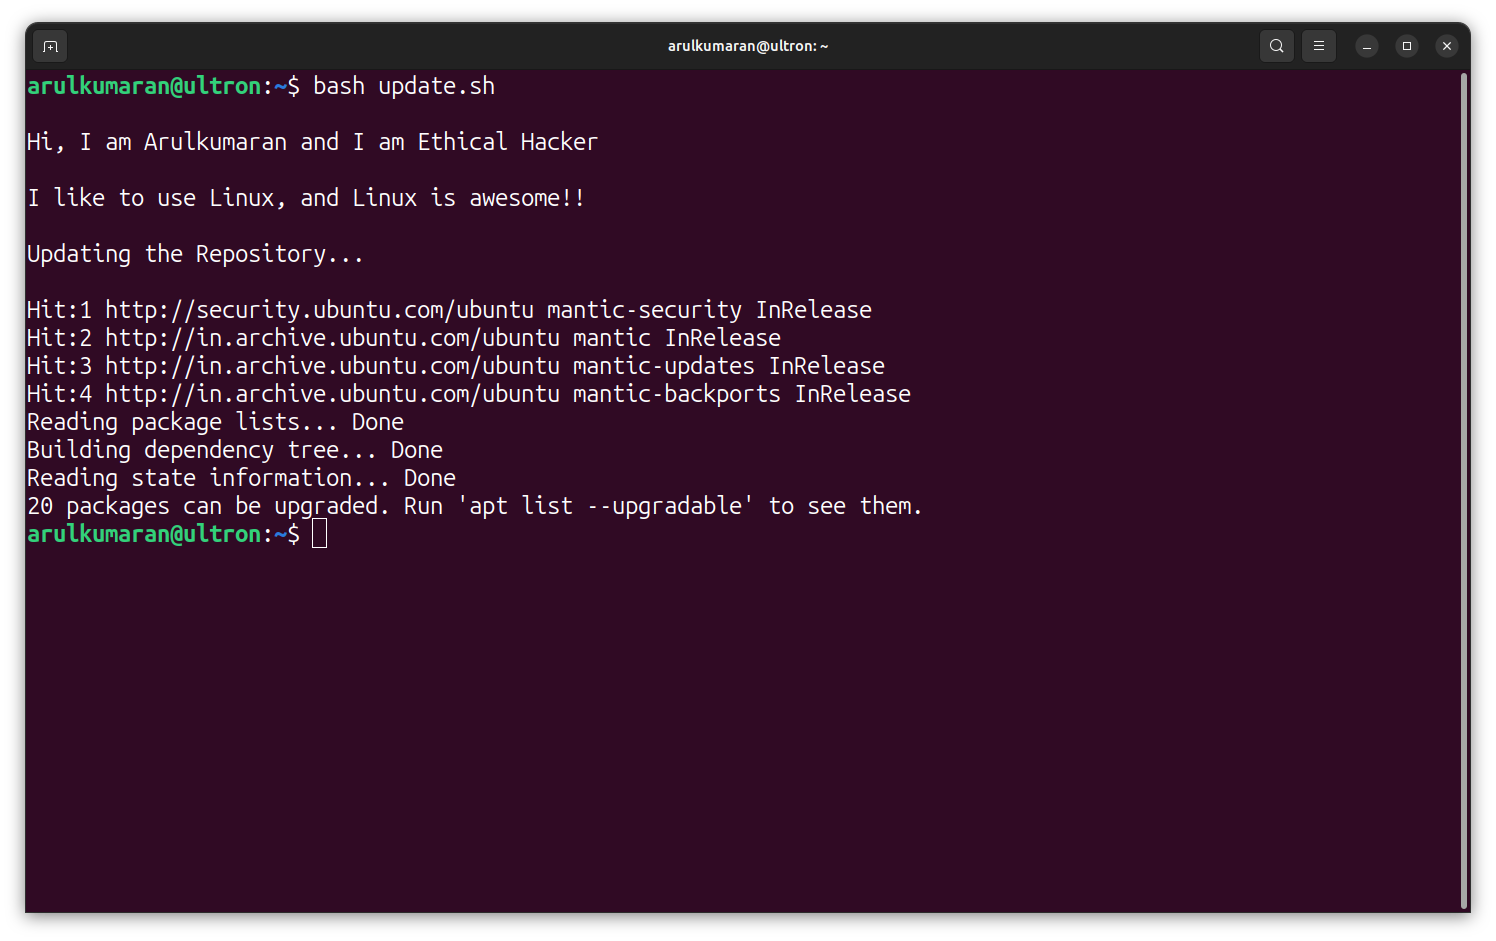 arulkumaran@ultron: ~
arulkumaran@ultron:~$ bash update.sh
Hi, I am Arulkumaran and I am Ethical Hacker
I like to use Linux, and Linux is awesome!!
Updating the Repository...
Hit:1 http://security.ubuntu.com/ubuntu mantic-security InRelease
Hit:2 http://in.archive.ubuntu.com/ubuntu mantic InRelease
Hit:3 http://in.archive.ubuntu.com/ubuntu mantic-updates InRelease
Hit:4 http://in.archive.ubuntu.com/ubuntu mantic-backports InRelease
Reading package lists... Done
Building dependency tree... Done
Reading state information... Done
20 packages can be upgraded. Run 'apt list --upgradable' to see them.
arulkumaran@ultron:~$